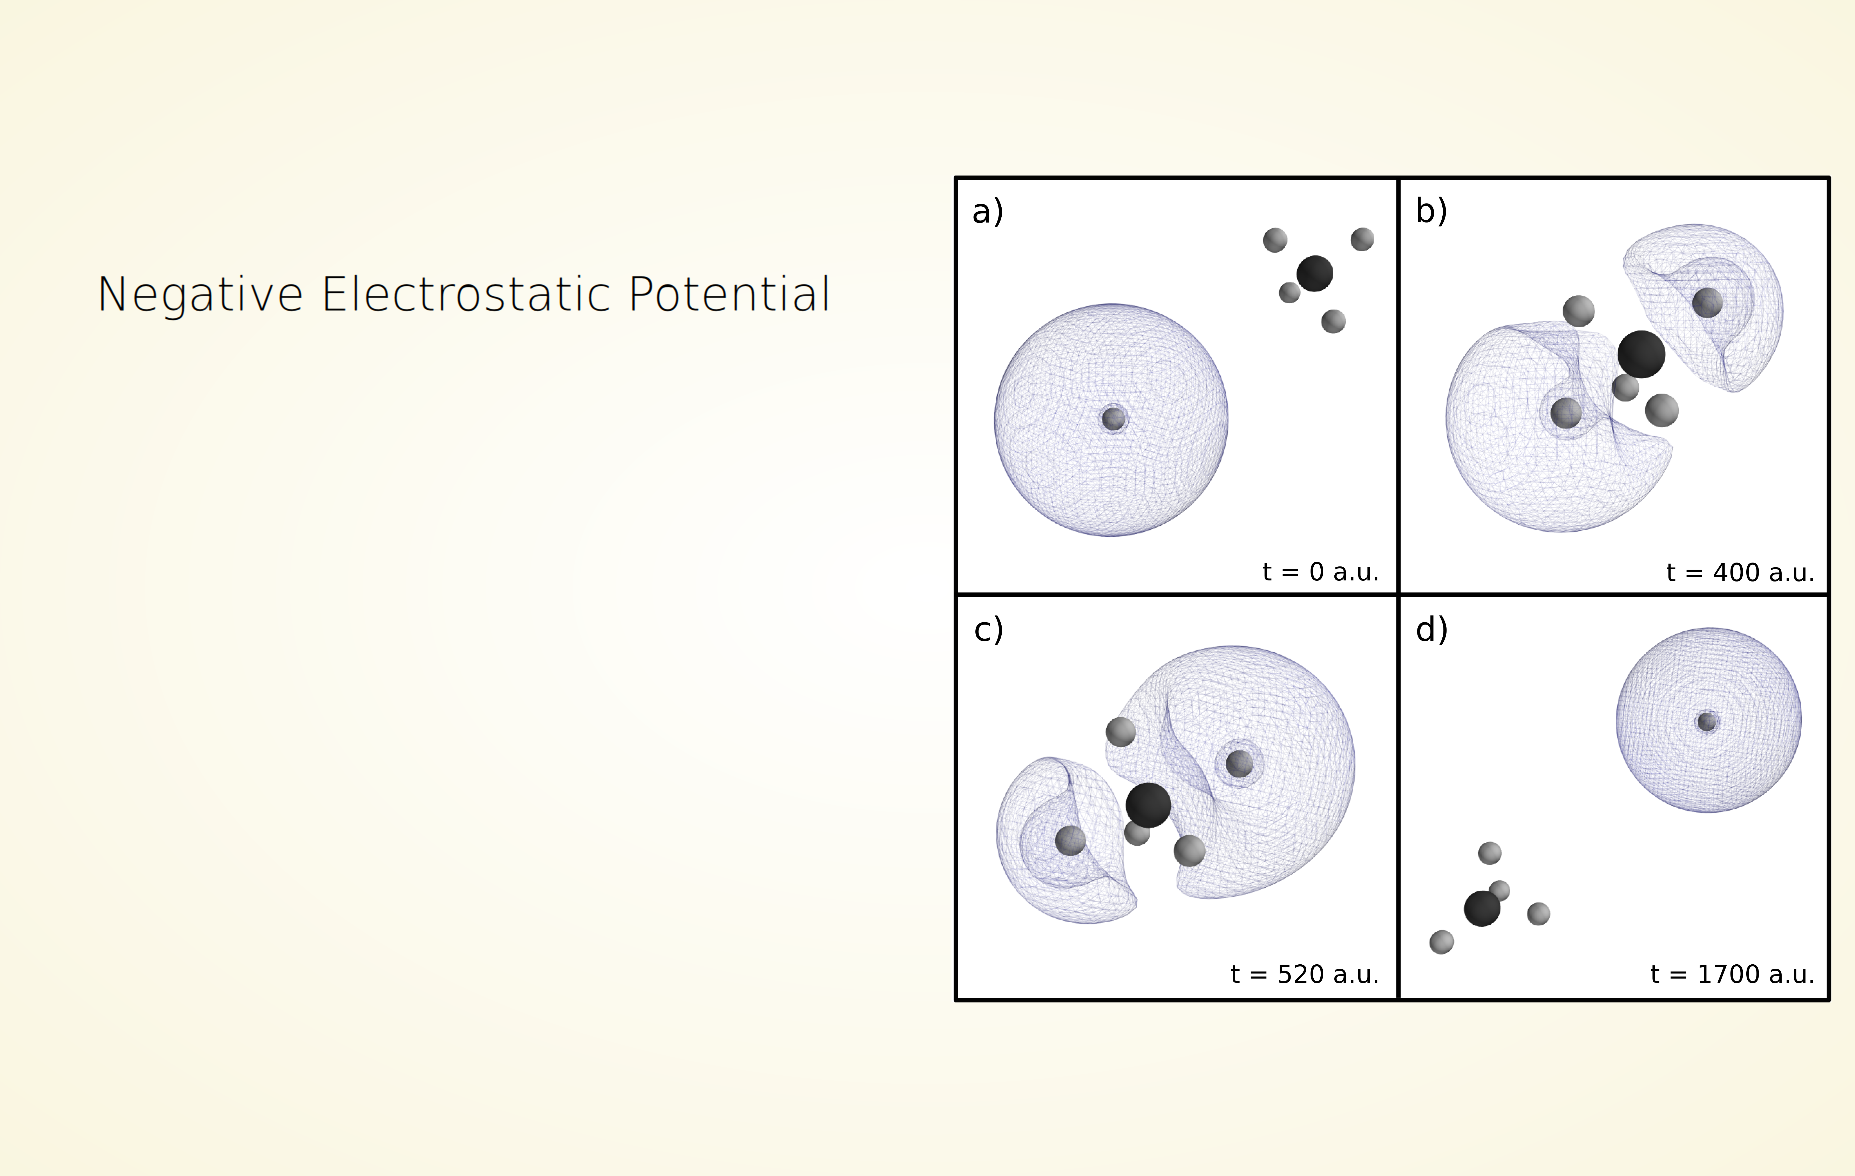 Negative Electrostatic Potential
a)
t = 0 a.u.
b)
t = 400 a.u.
c)
t = 520 a.u.
d)
t = 1700 a.u.